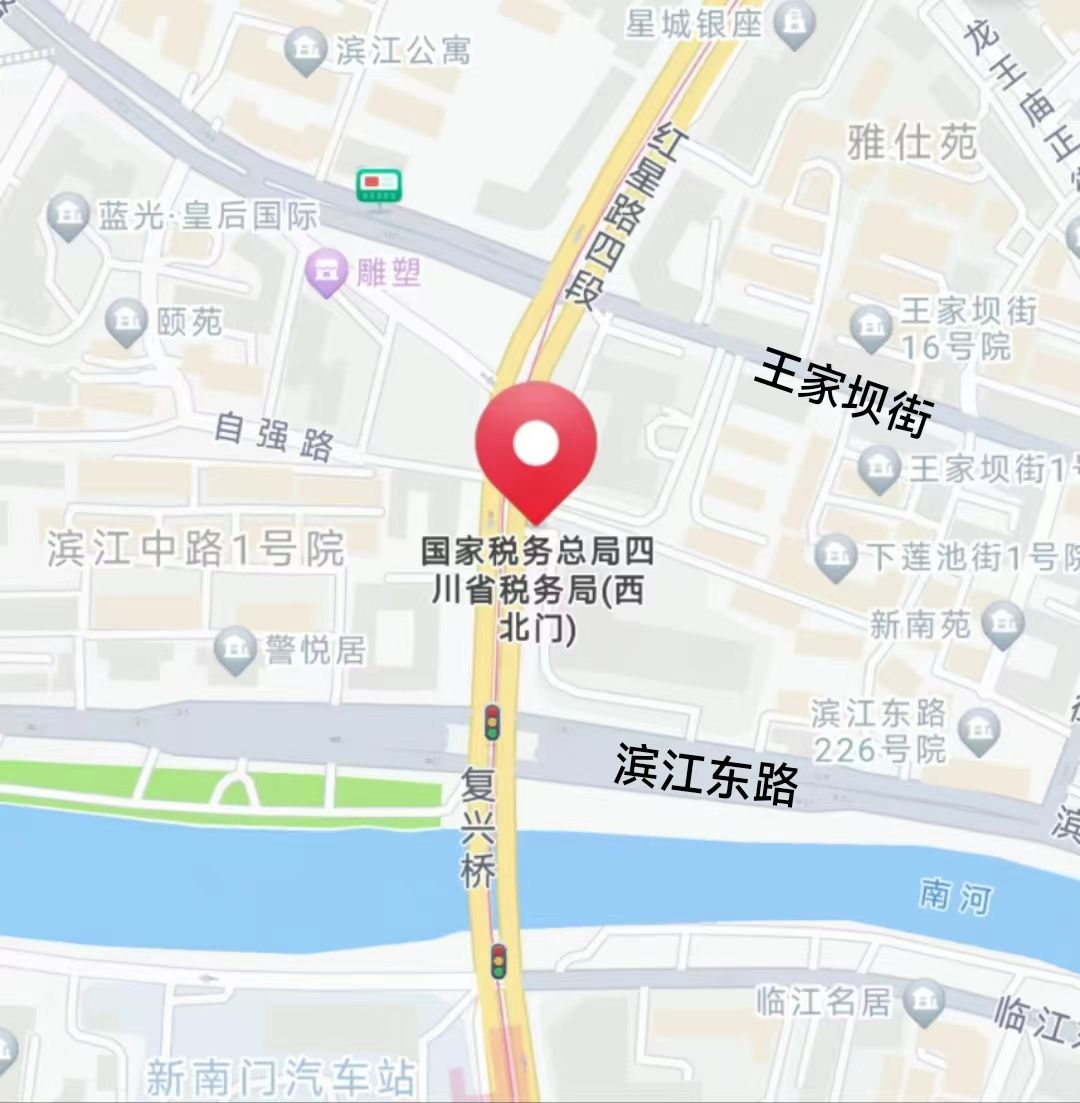 星城银座
滨江公寓
龙王庙正
红星路四段
雅仕苑
蓝光·皇后国际
雕塑
颐苑
王家坝街
16号院
王家坝街
自强路
王家坝街1号
滨江中路1号院
国家税务总局四
川省税务局(西
北门)
下莲池街1号院
新南苑
警悦居
滨江东路
226号院
滨江东路
复兴桥
滨
南河
临江名居
临江
新南门汽车站